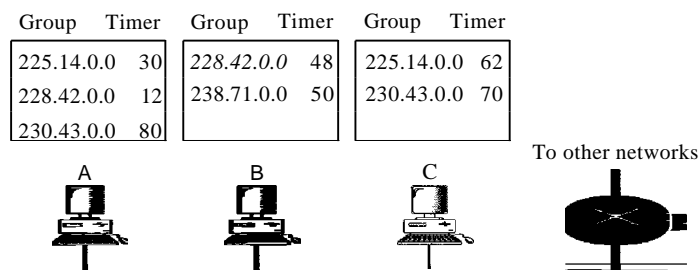 Group Timer Group Timer Group Timer
225.14.0.0 30 228.42.0.0 48 225.14.0.0 62
228.42.0.0 12 238.71.0.0 50 230.43.0.0 70
230.43.0.0 80
To other networks
A B C